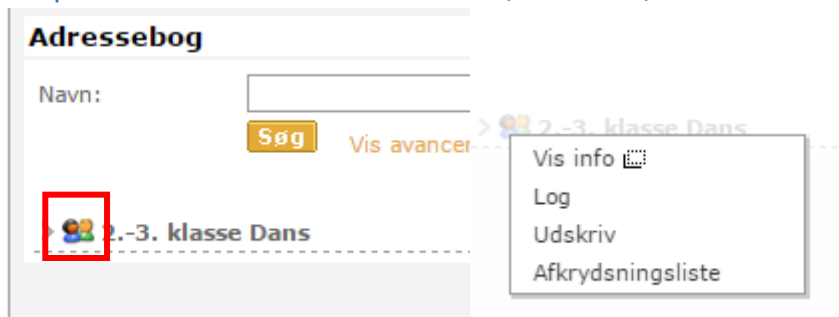 Adressebog
Navn:
Søg Vis avancer
> 2.-3. klasse Dans
> 2.-3. klasse Dans
Vis info
Log
Udskriv
Afkrydsningsliste